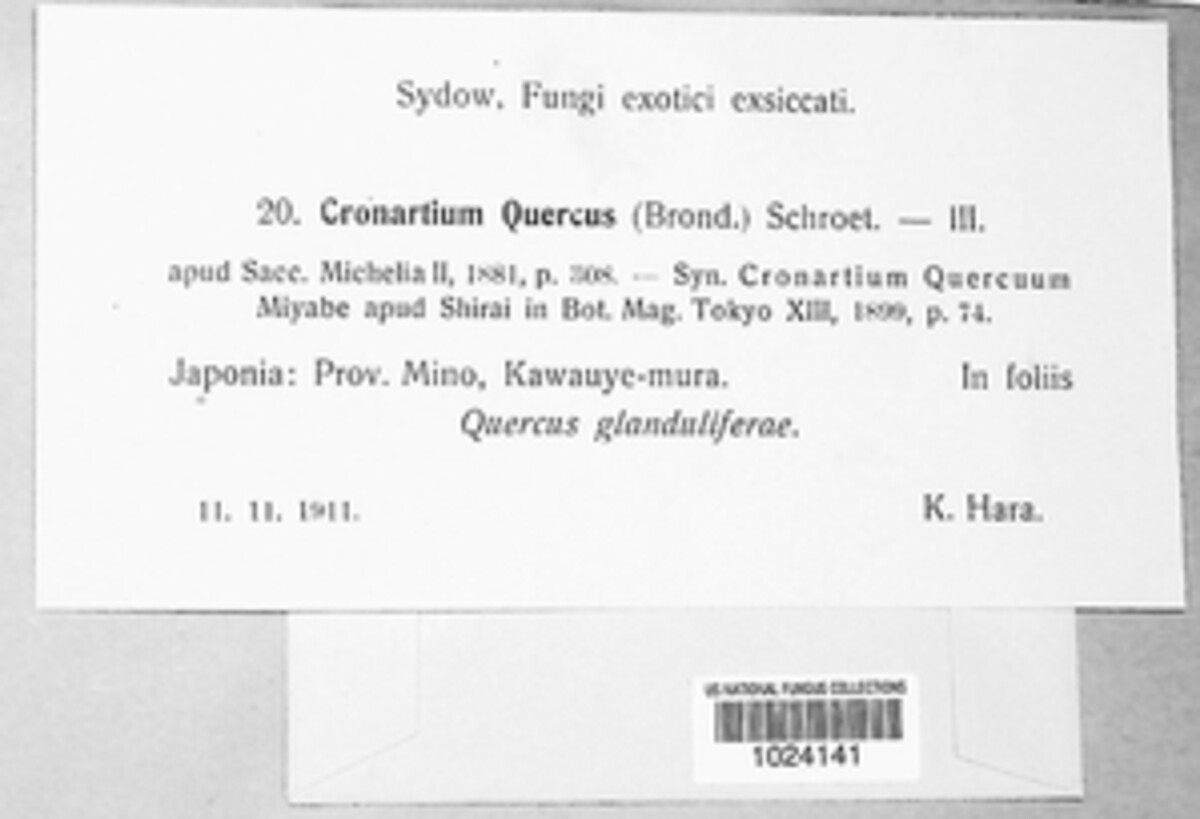 Sydow, Fungi exotici exsiccati.
20. Cronartium Quercus (Brond.) Schroet. — III.
apud Sacc. Michelia II, 1881, p. 308. — Syn. Cronartium Quercuum
Miyabe apud Shirai in Bot. Mag. Tokyo XIII, 1899, p. 74.
Japonia: Prov. Mino, Kawauye-mura. In foliis
Quercus glanduliferae.
11. 11. 1911. K. Hara.
US NATIONAL FUNGUS COLLECTIONS
1024141